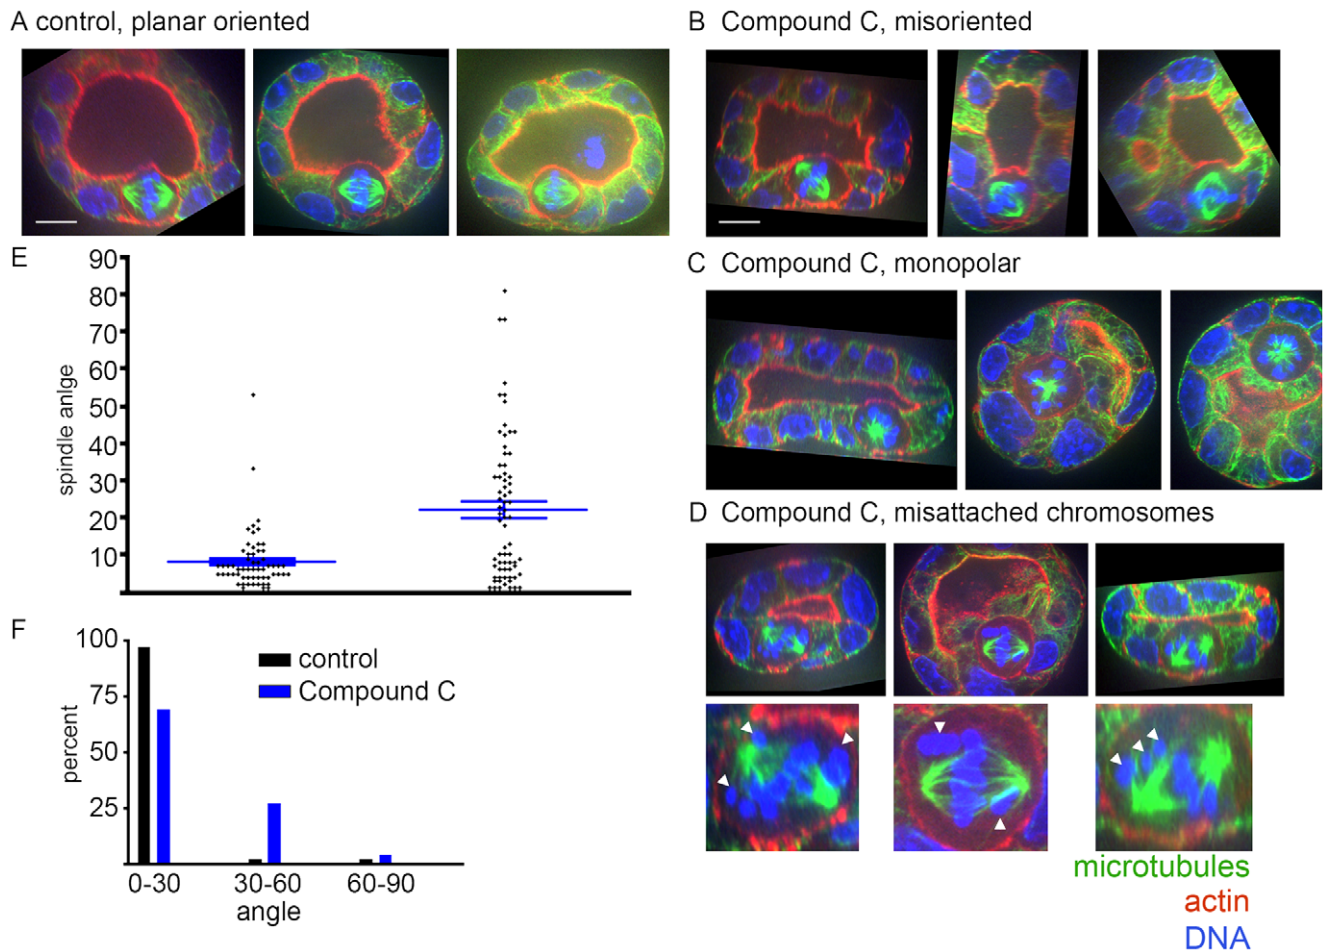 A control, planar oriented
B Compound C, misoriented
E
90
80
70
60
50
40
30
20
10
spindle anlge
C Compound C, monopolar
D Compound C, misattached chromosomes
F
100
75
50
25
percent
control
Compound C
0-30 30-60 60-90
angle
microtubules
actin
DNA